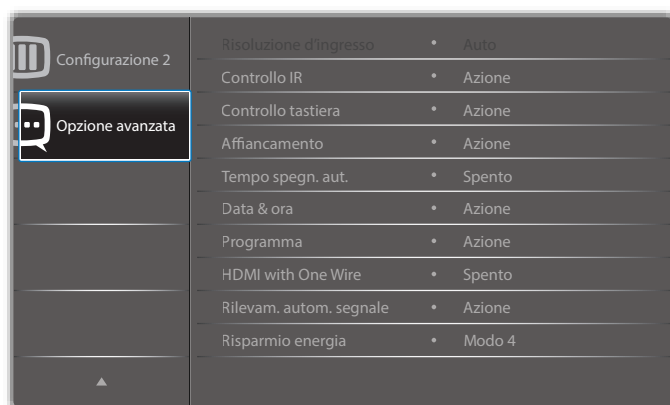 Configurazione 2
Opzione avanzata
Risoluzione d'ingresso • Auto
Controllo IR • Azione
Controllo tastiera • Azione
Affiancamento • Azione
Tempo spegn. aut. • Spento
Data & ora • Azione
Programma • Azione
HDMI with One Wire • Spento
Rilevam. autom. segnale • Azione
Risparmio energia • Modo 4